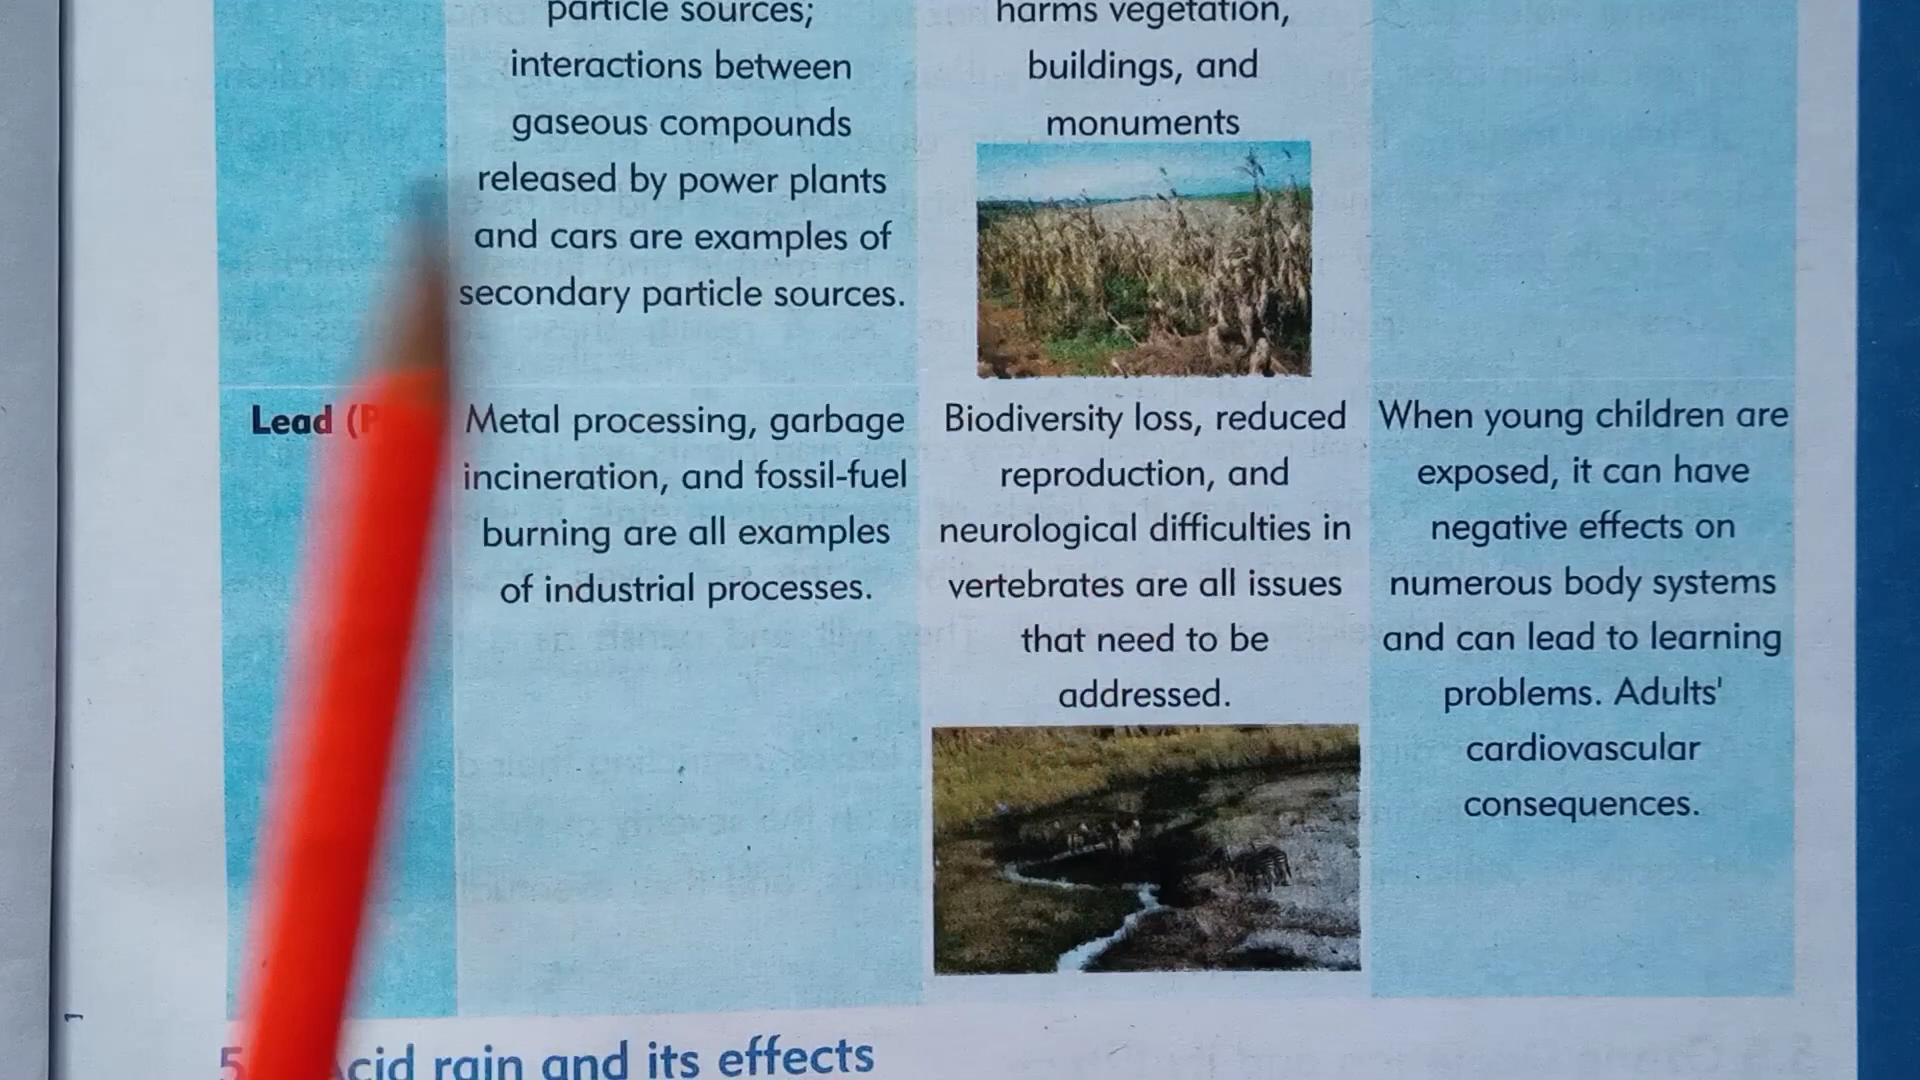 particle sources;
interactions between
gaseous compounds
released by power plants
and cars are examples of
secondary particle sources.
harms vegetation,
buildings, and
monuments
Lead (P
Metal processing, garbage
incineration, and fossil-fuel
burning are all examples
of industrial processes.
Biodiversity loss, reduced
reproduction, and
neurological difficulties in
vertebrates are all issues
that need to be
addressed.
When young children are
exposed, it can have
negative effects on
numerous body systems
and can lead to learning
problems. Adults'
cardiovascular
consequences.
5 cid rain and its effects